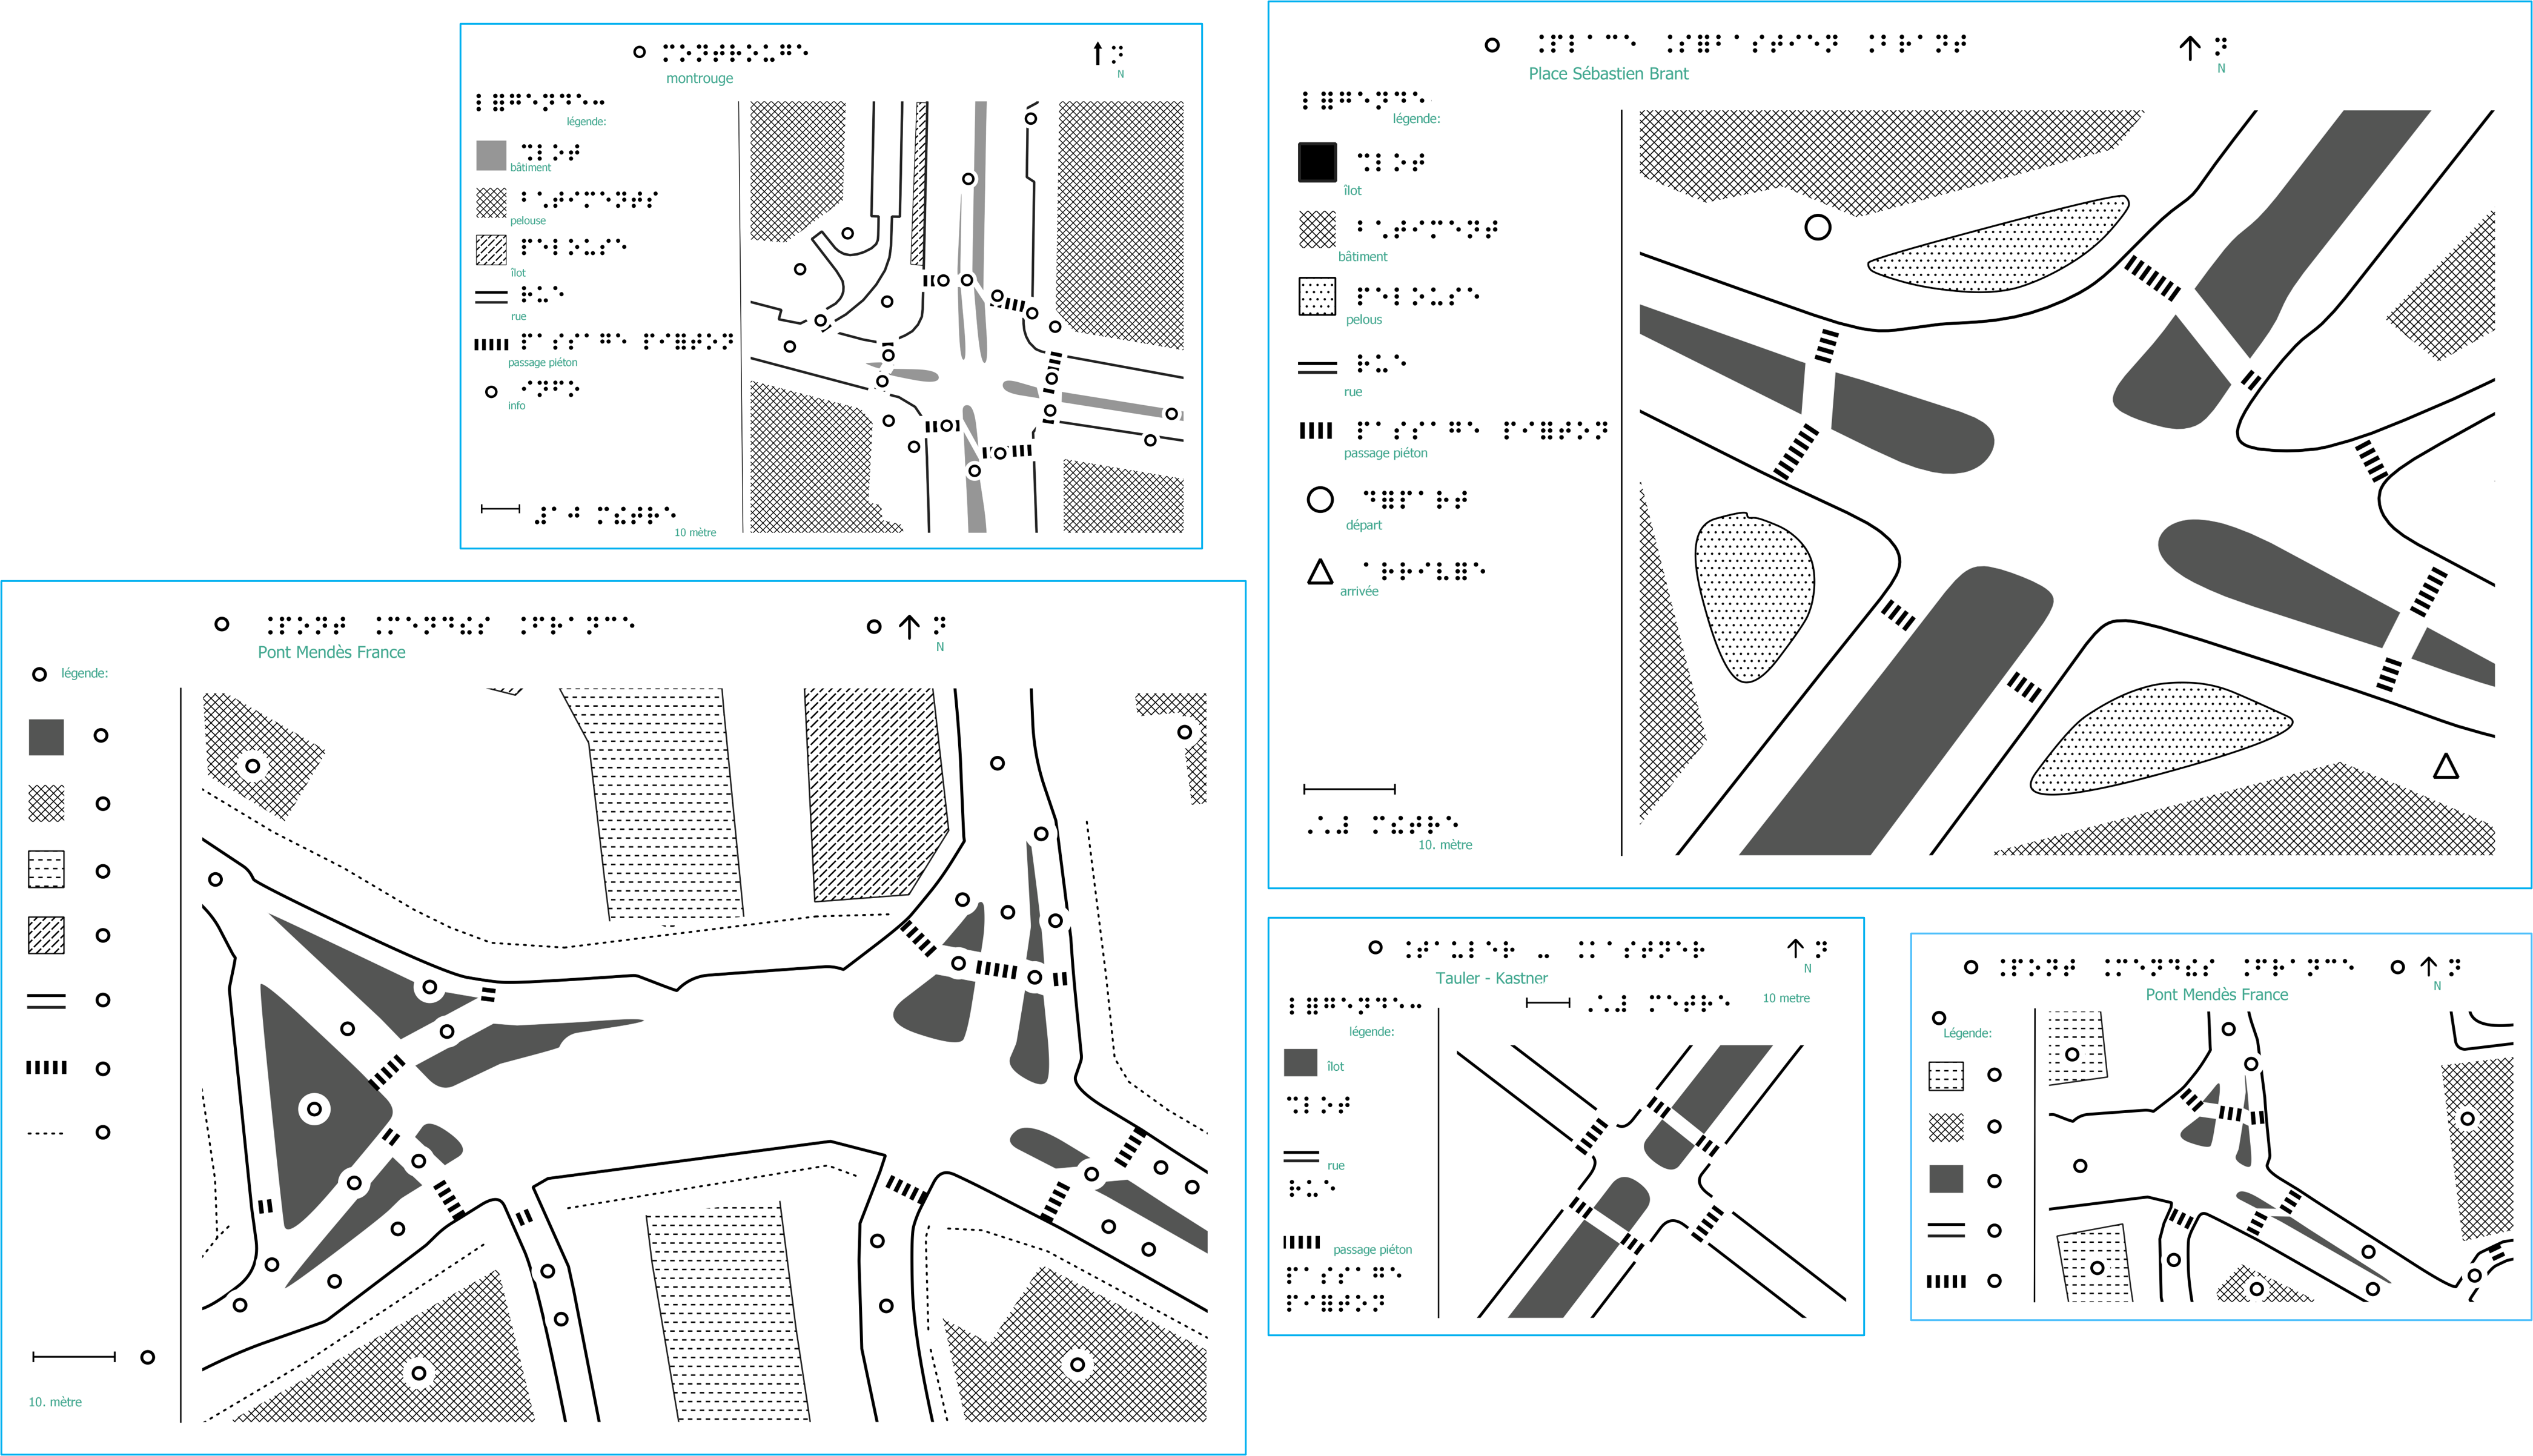 ⠍⠕⠝⠞⠗⠕⠥⠛⠑ ⠝
montrouge N
⠇⠿⠛⠑⠝⠙⠑⠒
légende:
⠩⠇⠕⠞
bâtiment
⠃⠡⠞⠊⠍⠑⠝⠞⠎
pelouse
⠏⠑⠇⠕⠥⠎⠑
îlot
⠗⠥⠑
rue
⠏⠁⠎⠎⠁⠛⠑ ⠏⠊⠿⠞⠕⠝
passage piéton
⠊⠝⠋⠕
info
⠼⠁⠚ ⠍⠮⠞⠗⠑
10 mètre
⠨⠏⠇⠁⠉⠑ ⠨⠎⠿⠃⠁⠎⠞⠊⠑⠝ ⠨⠃⠗⠁⠝⠞ ⠝
Place Sébastien Brant N
⠇⠿⠛⠑⠝⠙⠑
légende:
⠩⠇⠕⠞
îlot
⠃⠡⠞⠊⠍⠑⠝⠞
bâtiment
⠏⠑⠇⠕⠥⠎⠑
pelous
⠗⠥⠑
rue
⠏⠁⠎⠎⠁⠛⠑ ⠏⠊⠿⠞⠕⠝
passage piéton
⠙⠿⠏⠁⠗⠞
départ
⠁⠗⠗⠊⠧⠿⠑
arrivée
⠠⠡⠼ ⠍⠮⠞⠗⠑
10. mètre
⠨⠏⠕⠝⠞ ⠨⠍⠑⠝⠙⠮⠎ ⠨⠋⠗⠁⠝⠉⠑ ⠝
Pont Mendès France N
légende:
10. mètre
⠨⠞⠁⠥⠇⠑⠗ ⠤ ⠨⠅⠁⠎⠞⠝⠑⠗ ⠝
Tauler - Kastner N
⠇⠿⠛⠑⠝⠙⠑⠒ ⠠⠡⠼ ⠍⠑⠞⠗⠑ 10 metre
légende:
îlot
⠩⠇⠕⠞
rue
⠗⠥⠑
passage piéton
⠏⠁⠎⠎⠁⠛⠑
⠏⠊⠿⠞⠕⠝
⠨⠏⠕⠝⠞ ⠨⠍⠑⠝⠙⠮⠎ ⠨⠋⠗⠁⠝⠉⠑ ⠝
Pont Mendès France N
Légende: